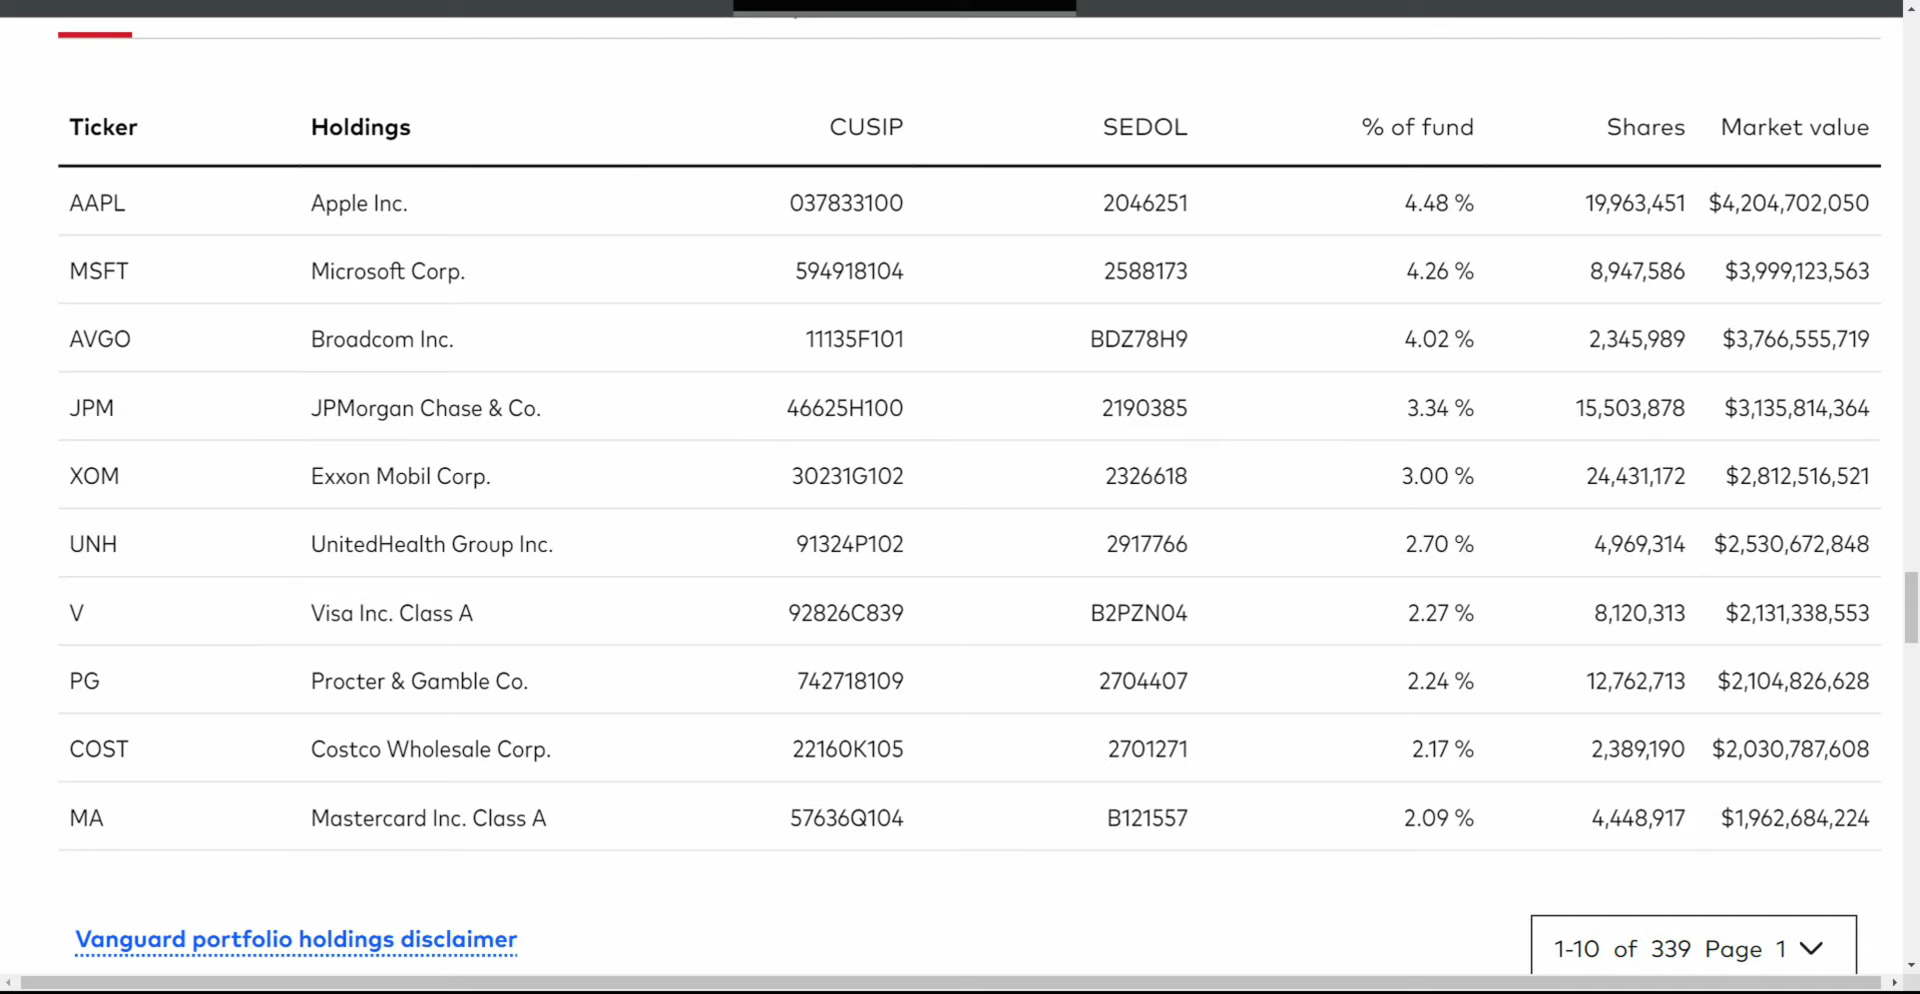 Ticker Holdings CUSIP SEDOL % of fund Shares Market value
AAPL Apple Inc. 037833100 2046251 4.48 % 19,963,451 $4,204,702,050
MSFT Microsoft Corp. 594918104 2588173 4.26 % 8,947,586 $3,999,123,563
AVGO Broadcom Inc. 11135F101 BDZ78H9 4.02 % 2,345,989 $3,766,555,719
JPM JPMorgan Chase & Co. 46625H100 2190385 3.34 % 15,503,878 $3,135,814,364
XOM Exxon Mobil Corp. 30231G102 2326618 3.00 % 24,431,172 $2,812,516,521
UNH UnitedHealth Group Inc. 91324P102 2917766 2.70 % 4,969,314 $2,530,672,848
V Visa Inc. Class A 92826C839 B2PZN04 2.27 % 8,120,313 $2,131,338,553
PG Procter & Gamble Co. 742718109 2704407 2.24 % 12,762,713 $2,104,826,628
COST Costco Wholesale Corp. 22160K105 2701271 2.17 % 2,389,190 $2,030,787,608
MA Mastercard Inc. Class A 57636Q104 B121557 2.09 % 4,448,917 $1,962,684,224
Vanguard portfolio holdings disclaimer
1-10 of 339 Page 1